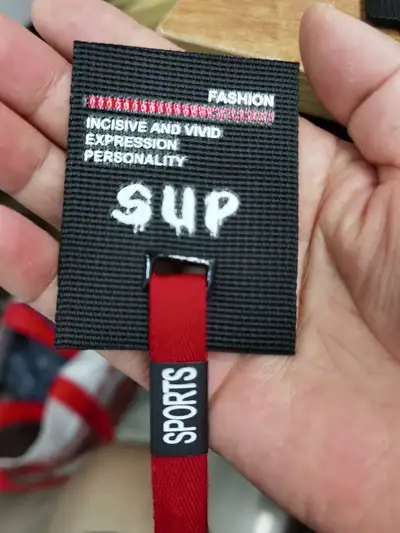 FASHION
INCISIVE AND VIVID
EXPRESSION
PERSONALITY
SUP
SPORTS